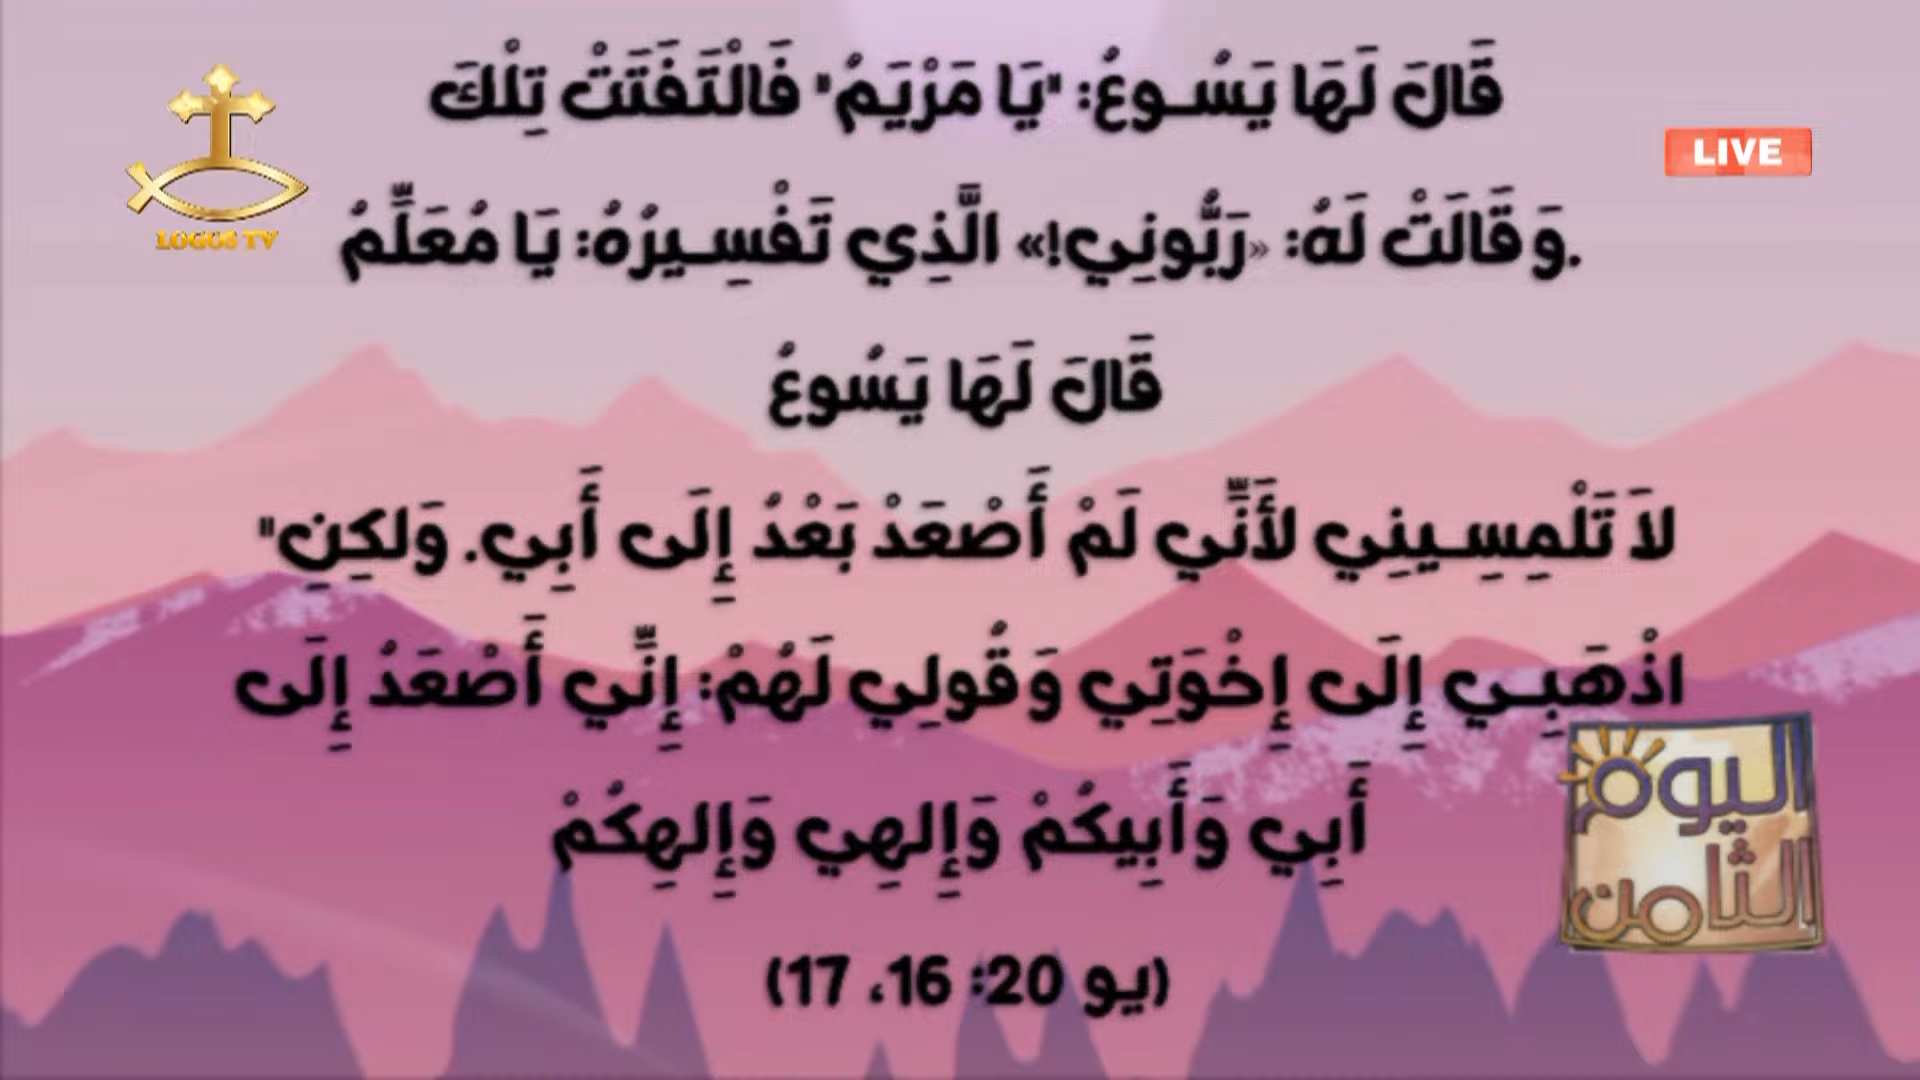 قَالَ لَهَا يَسُوعُ: "يَا مَرْيَمُ" فَالْتَفَتَتْ تِلْكَ
LOGOS TV
LIVE
.وَقَالَتْ لَهُ: «رَبُّونِي!» الَّذِي تَفْسِيرُهُ: يَا مُعَلِّمُ
قَالَ لَهَا يَسُوعُ
لاَ تَلْمِسِينِي لأَنِّي لَمْ أَصْعَدْ بَعْدُ إِلَى أَبِي. وَلكِنِ"
اذْهَبِي إِلَى إِخْوَتِي وَقُولِي لَهُمْ: إِنِّي أَصْعَدُ إِلَى
أَبِي وَأَبِيكُمْ وَإِلهِي وَإِلهِكُمْ
(يو 20: 16، 17)
اليوم
الثامن